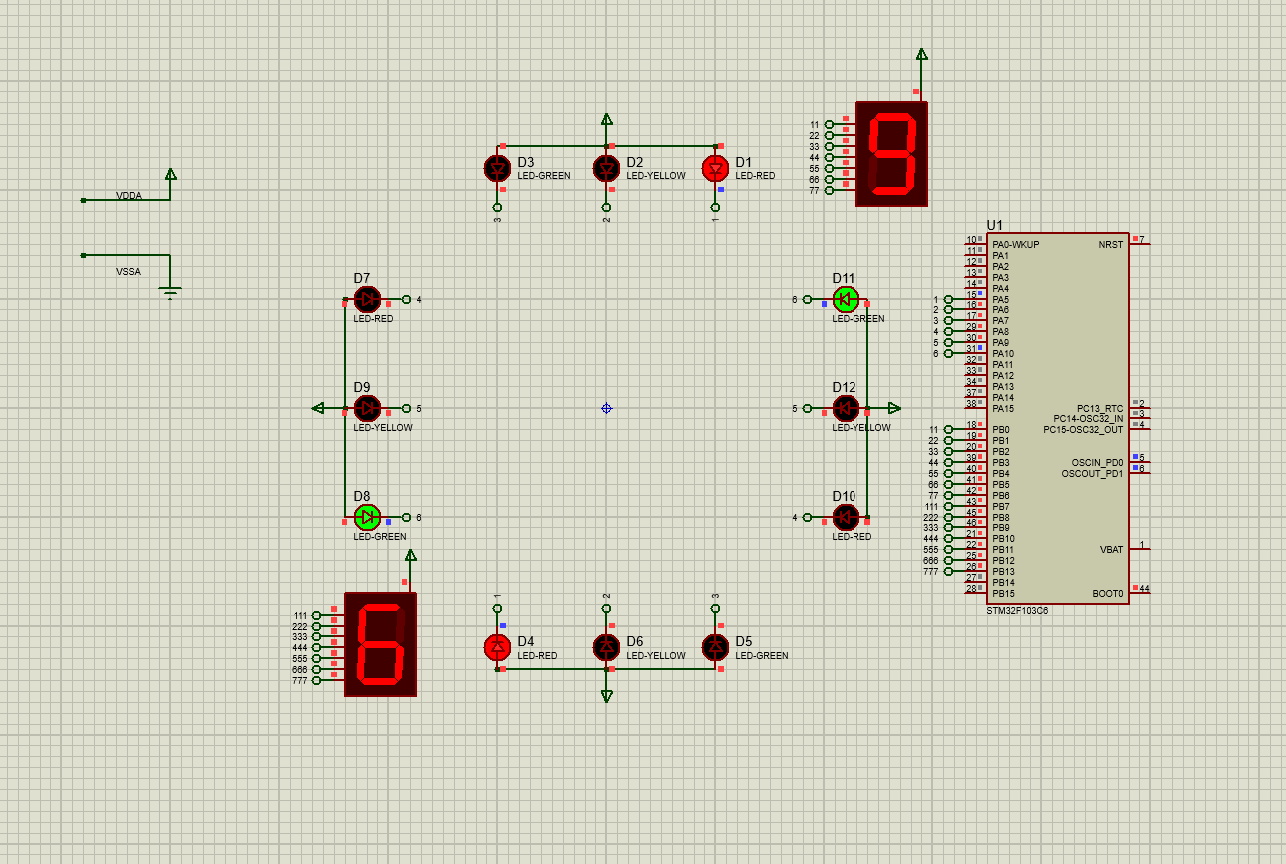 VDDA
VSSA
D3
LED-GREEN
3
D2
LED-YELLOW
2
D1
LED-RED
1
11
22
33
44
55
66
77
D7
LED-RED
4
D9
LED-YELLOW
5
D8
LED-GREEN
6
D11
LED-GREEN
6
D12
LED-YELLOW
5
D10
LED-RED
4
111
222
333
444
555
666
777
1
D4
LED-RED
2
D6
LED-YELLOW
3
D5
LED-GREEN
9
6
U1
10 PA0-WKUP NRST 7
11 PA1
12 PA2
13 PA3
14 PA4
1 15 PA5
2 16 PA6
3 17 PA7
4 29 PA8
5 30 PA9
6 31 PA10
32 PA11
33 PA12
34 PA13
37 PA14
38 PA15 PC13_RTC 2
PC14-OSC32_IN 3
11 18 PB0 PC15-OSC32_OUT 4
22 19 PB1
33 20 PB2
44 39 PB3 OSCIN_PD0 5
55 40 PB4 OSCOUT_PD1 6
66 41 PB5
77 42 PB6
111 43 PB7
222 45 PB8
333 46 PB9
444 21 PB10
555 22 PB11 VBAT 1
666 25 PB12
777 26 PB13
27 PB14
28 PB15 BOOT0 44
STM32F103C6